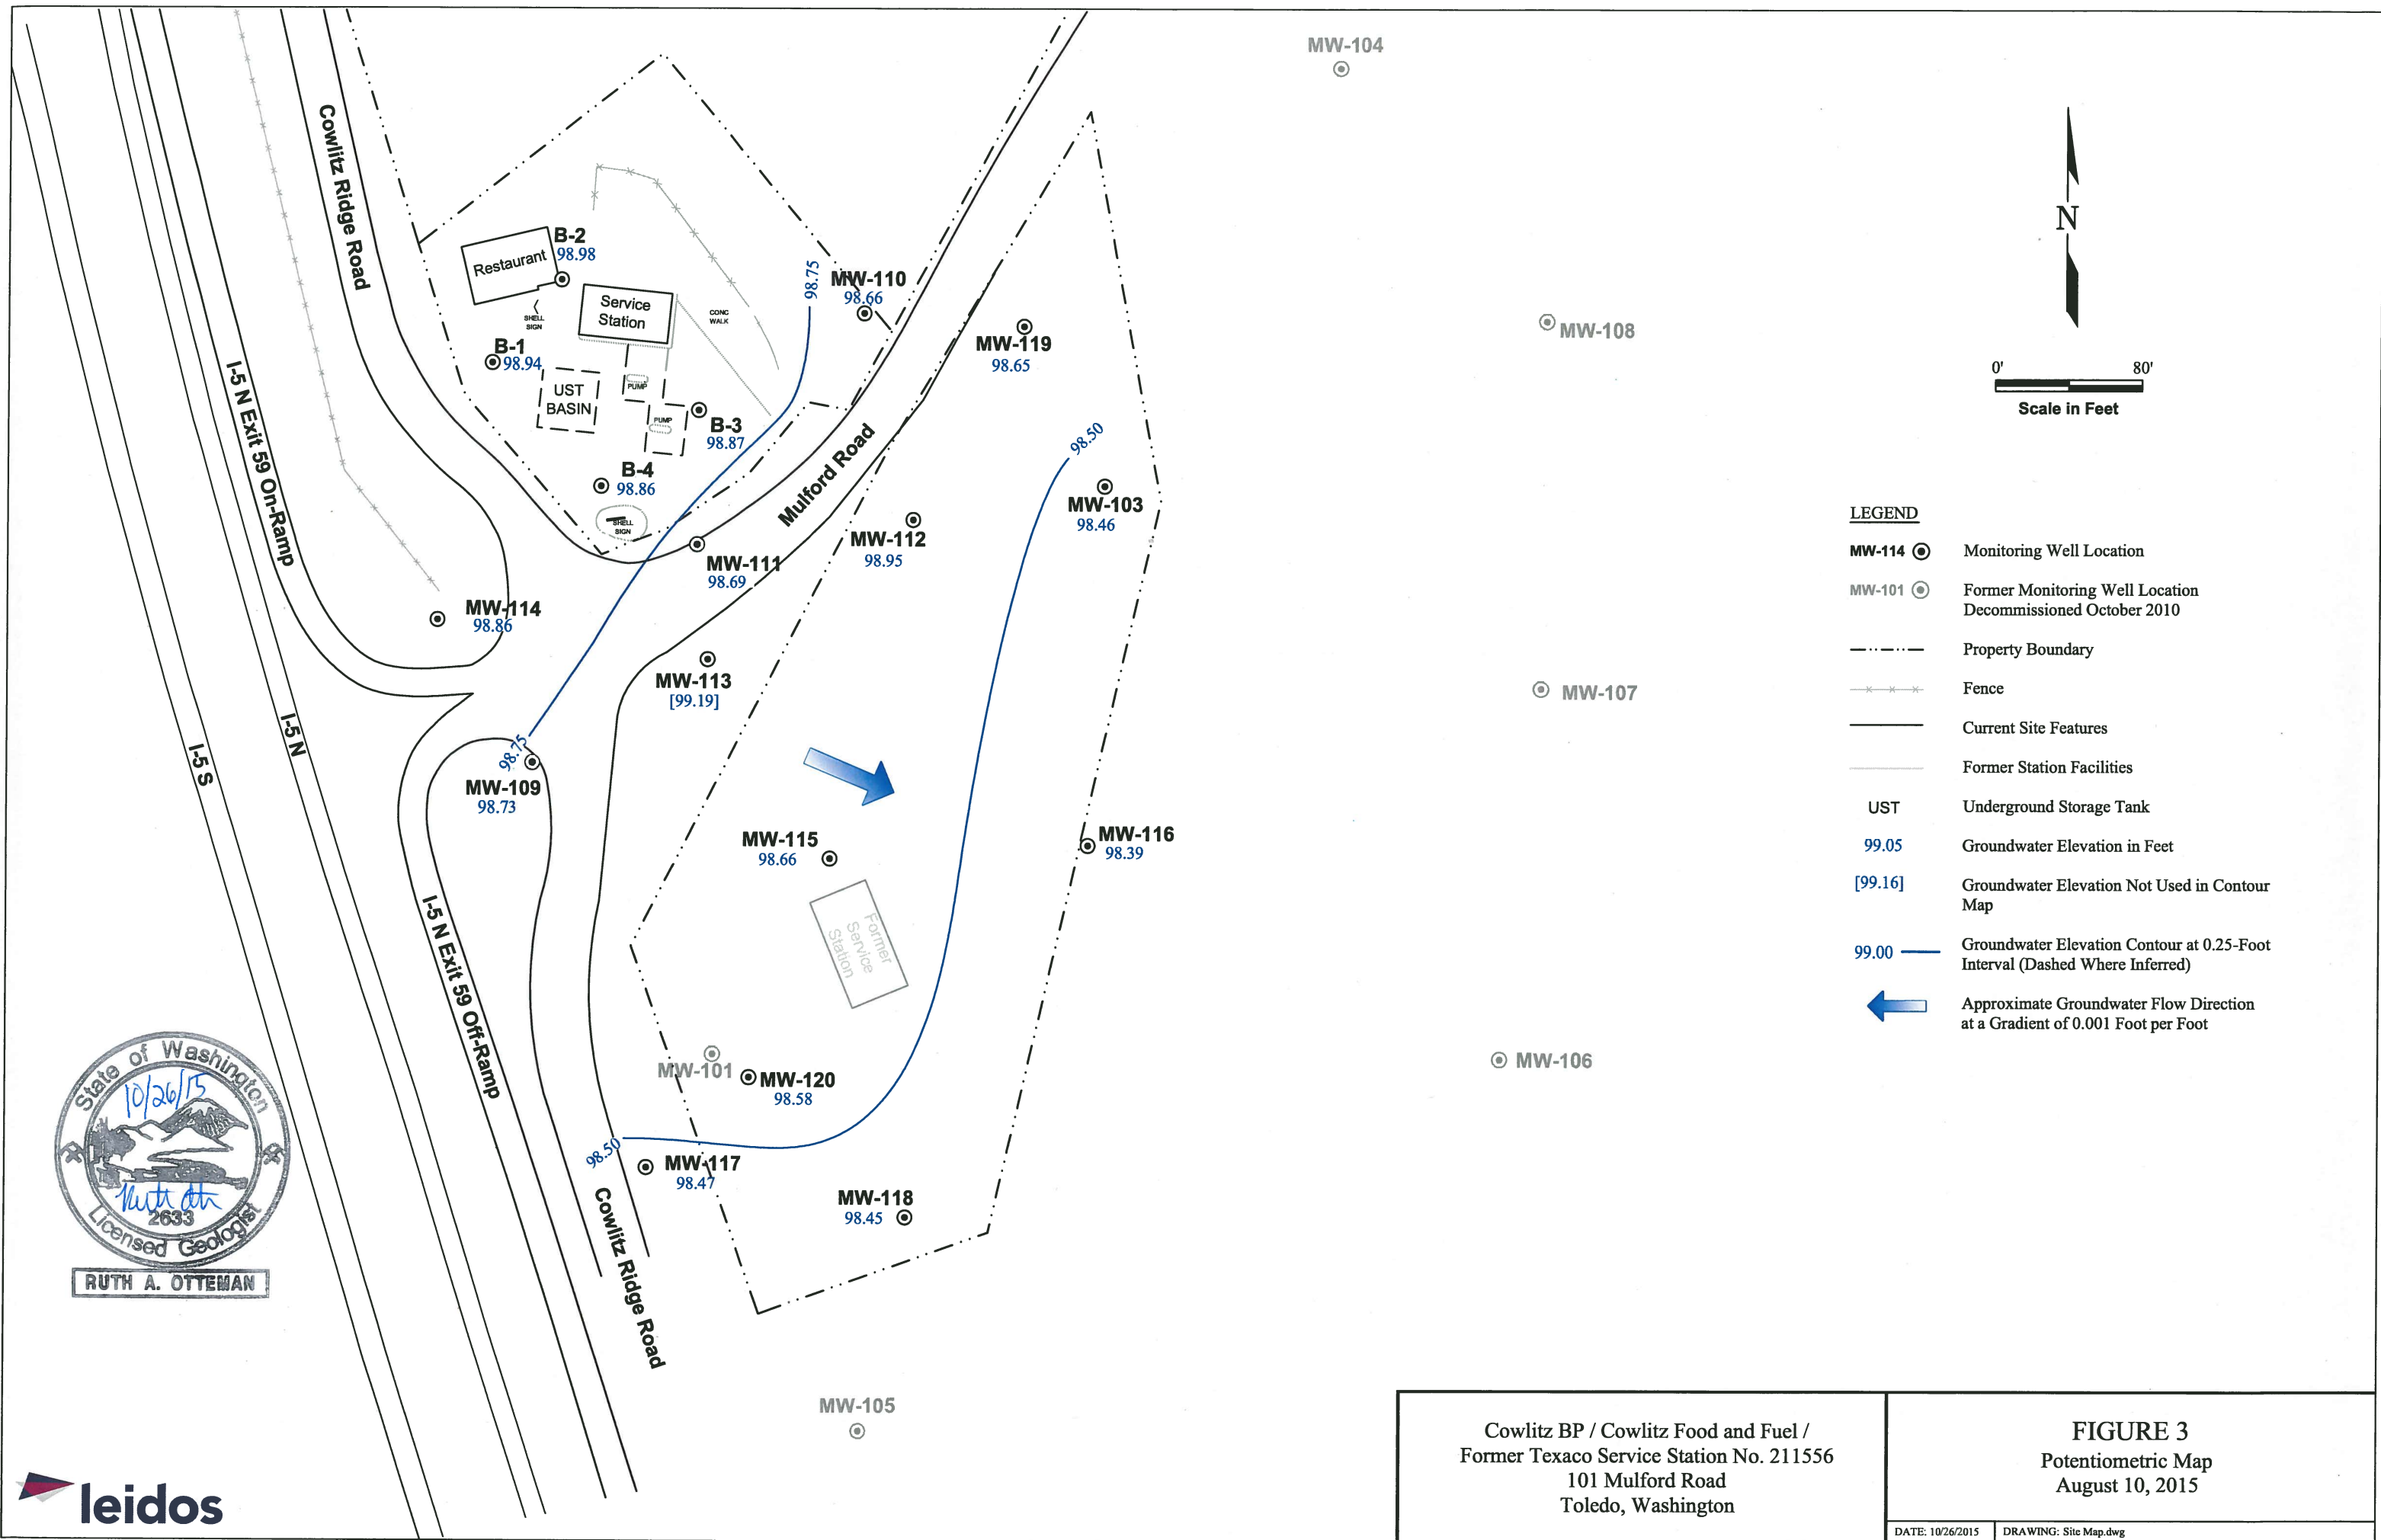 MW-104
Cowlitz Ridge Road
B-2
98.98
Restaurant
98.75
MW-110
98.66
Service
Station
CONC
WALK
SHELL
SIGN
MW-119
98.65
MW-108
B-1
98.94
UST
BASIN
PUMP
PUMP
B-3
98.87
B-4
98.86
SHELL
SIGN
Mulford Road
98.50
MW-103
98.46
MW-112
98.95
MW-111
98.69
I-5 N Exit 59 On-Ramp
MW-114
98.86
MW-113
[99.19]
MW-107
I-5 N
I-5 S
98.75
MW-109
98.73
MW-115
98.66
MW-116
98.39
Former
Service
Station
I-5 N Exit 59 Off-Ramp
MW-101
MW-120
98.58
MW-106
98.50
MW-117
98.47
MW-118
98.45
Cowlitz Ridge Road
MW-105
N
0'
80'
Scale in Feet
LEGEND
MW-114
Monitoring Well Location
MW-101
Former Monitoring Well Location
Decommissioned October 2010
Property Boundary
Fence
Current Site Features
Former Station Facilities
UST
Underground Storage Tank
99.05
Groundwater Elevation in Feet
[99.16]
Groundwater Elevation Not Used in Contour
Map
99.00
Groundwater Elevation Contour at 0.25-Foot
Interval (Dashed Where Inferred)
Approximate Groundwater Flow Direction
at a Gradient of 0.001 Foot per Foot
State of Washington
10/26/15
2633
Licensed Geologist
RUTH A. OTTEMAN
leidos
Cowlitz BP / Cowlitz Food and Fuel /
Former Texaco Service Station No. 211556
101 Mulford Road
Toledo, Washington
FIGURE 3
Potentiometric Map
August 10, 2015
DATE: 10/26/2015
DRAWING: Site Map.dwg